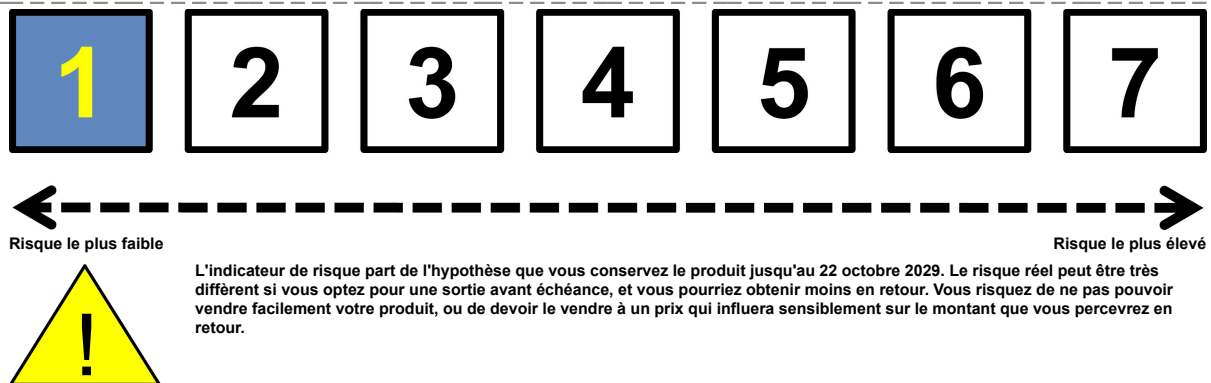 1 2 3 4 5 6 7
Risque le plus faible Risque le plus élevé
L'indicateur de risque part de l'hypothèse que vous conservez le produit jusqu'au 22 octobre 2029. Le risque réel peut être très
diffèrent si vous optez pour une sortie avant échéance, et vous pourriez obtenir moins en retour. Vous risquez de ne pas pouvoir
vendre facilement votre produit, ou de devoir le vendre à un prix qui influera sensiblement sur le montant que vous percevrez en
retour.
!